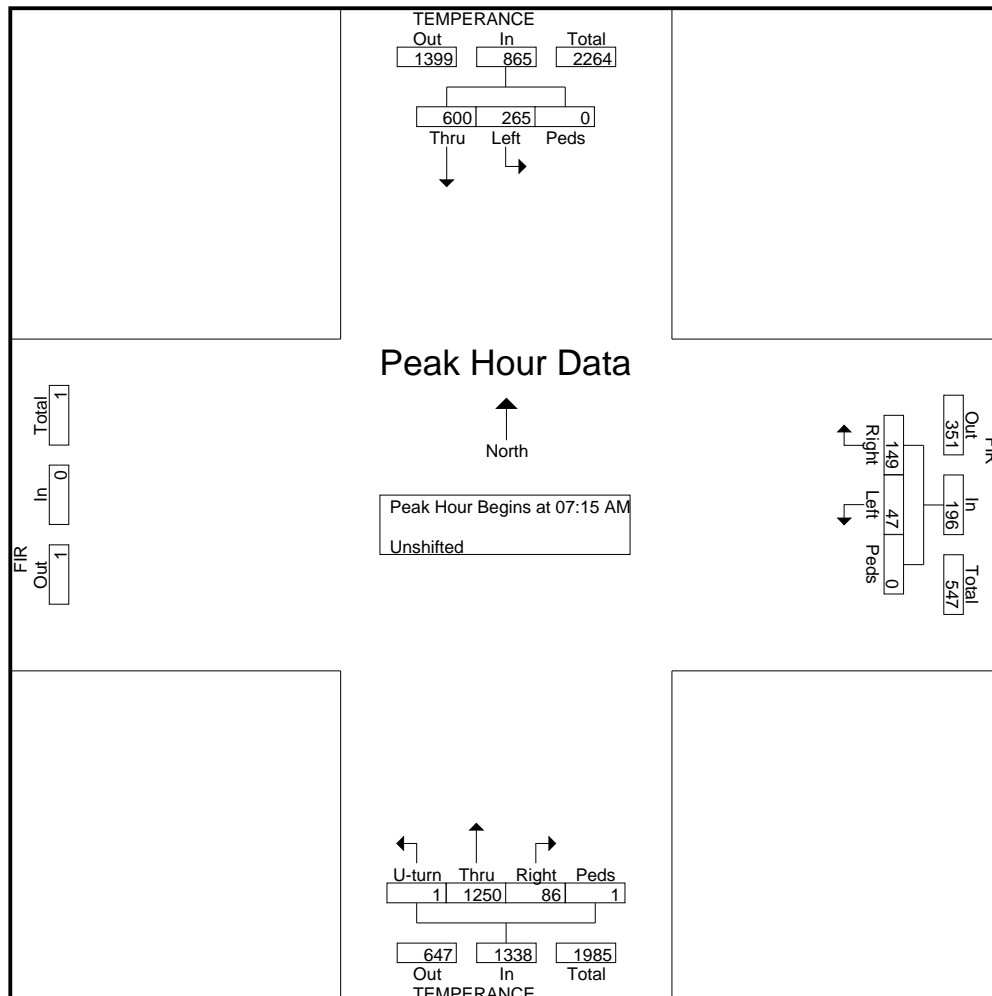 TEMPERANCE
Out In Total
1399 865 2264
600 265 0
Thru Left Peds
Peak Hour Data
North
Peak Hour Begins at 07:15 AM
Unshifted
FIR
Out In Total
1 0 1
FIR
Out In Total
351 196 547
149 47 0
Right Left Peds
U-turn Thru Right Peds
1 1250 86 1
647 1338 1985
Out In Total
TEMPERANCE